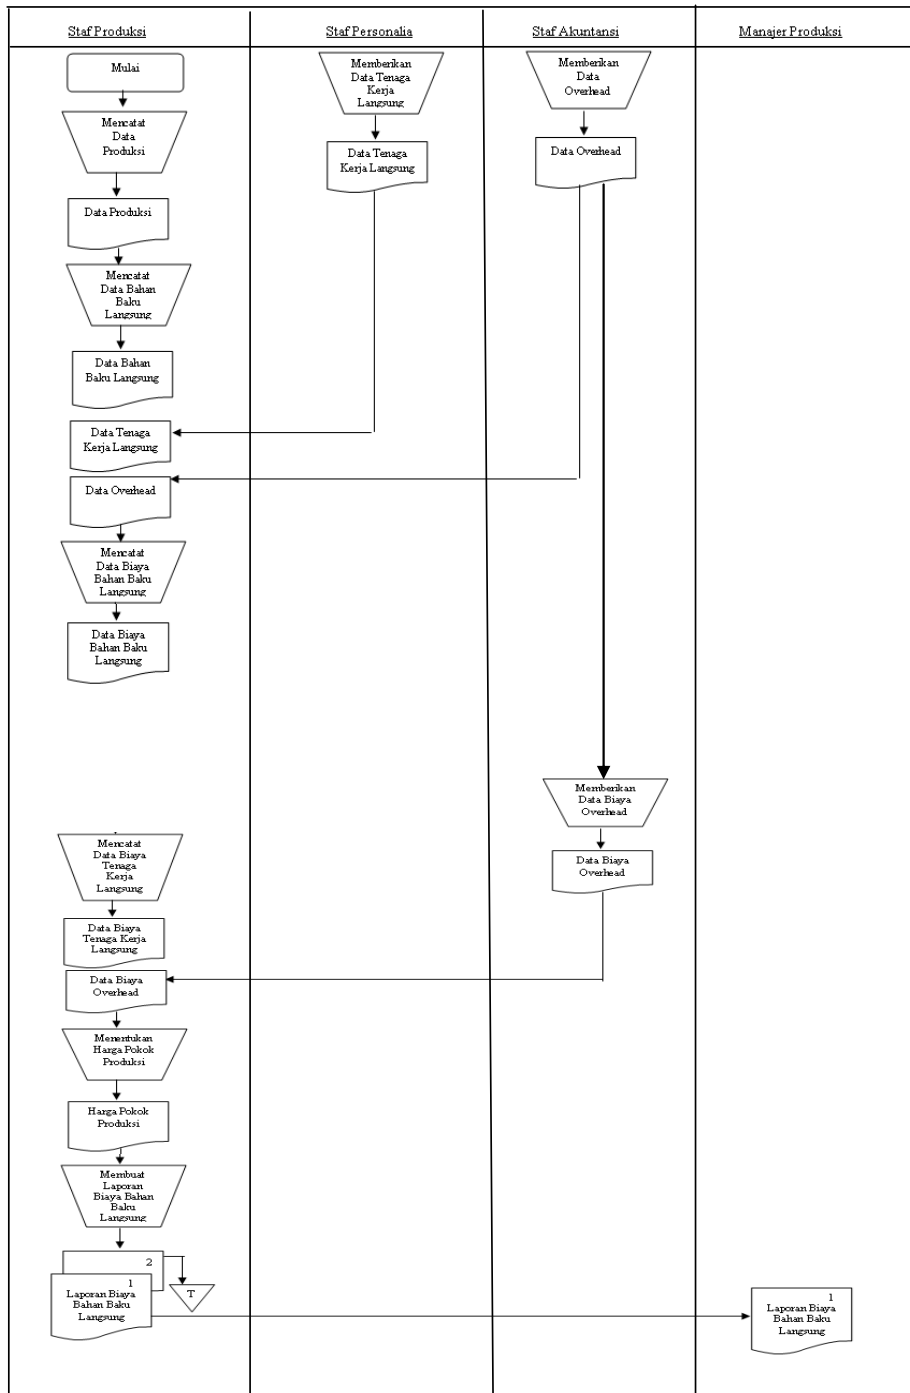 Staf Produksi
Staf Personalia
Staf Akuntansi
Manajer Produksi
Mulai
Mencatat
Data
Produksi
Data Produksi
Mencatat
Data Bahan
Baku
Langsung
Data Bahan
Baku Langsung
Data Tenaga
Kerja Langsung
Data Overhead
Mencatat
Data Biaya
Bahan Baku
Langsung
Data Biaya
Bahan Baku
Langsung
Mencatat
Data Biaya
Tenaga
Kerja
Langsung
Data Biaya
Tenaga Kerja
Langsung
Data Biaya
Overhead
Menentukan
Harga Pokok
Produksi
Harga Pokok
Produksi
Membuat
Laporan
Biaya Bahan
Baku
Langsung
2
T
1
Laporan Biaya
Bahan Baku
Langsung
Memberikan
Data Tenaga
Kerja
Langsung
Data Tenaga
Kerja Langsung
Memberikan
Data
Overhead
Data Overhead
Memberikan
Data Biaya
Overhead
Data Biaya
Overhead
1
Laporan Biaya
Bahan Baku
Langsung